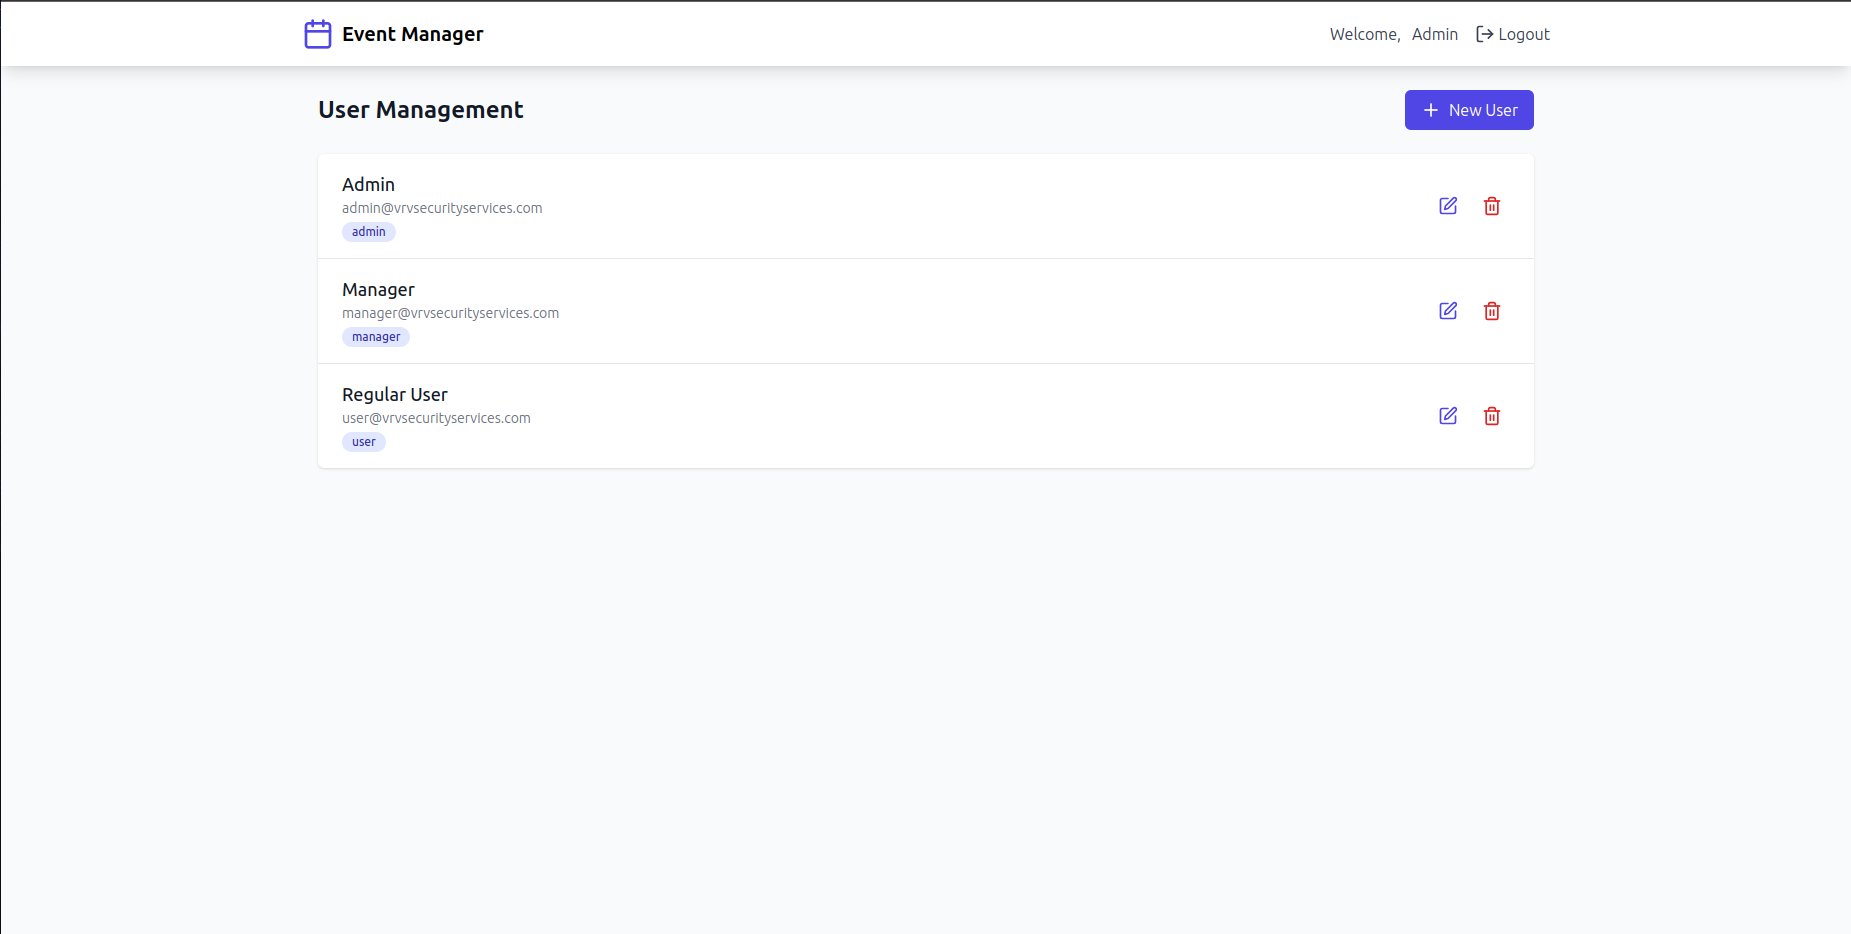 Event Manager
Welcome, Admin Logout
User Management
New User
Admin
admin@vrvsecurityservices.com
admin
Manager
manager@vrvsecurityservices.com
manager
Regular User
user@vrvsecurityservices.com
user